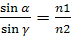 sin α / sin γ = n1 / n2